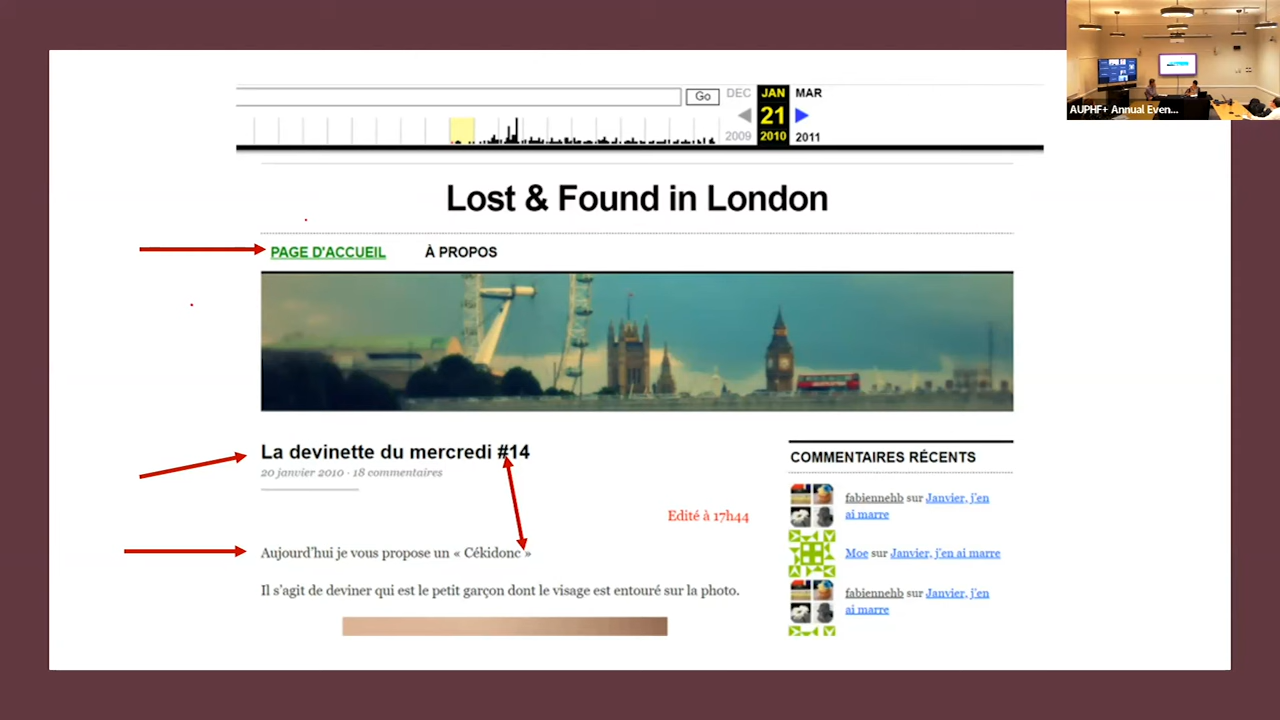 AUPHF+ Annual Even...
Go
DEC JAN MAR
21
2009 2010 2011
Lost & Found in London
PAGE D'ACCUEIL À PROPOS
La devinette du mercredi #14
20 janvier 2010 · 18 commentaires
Edité à 17h44
Aujourd'hui je vous propose un « Cékidonc »
Il s'agit de deviner qui est le petit garçon dont le visage est entouré sur la photo.
COMMENTAIRES RÉCENTS
fabiennehb sur Janvier, j'en
ai marre
Moe sur Janvier, j'en ai marre
fabiennehb sur Janvier, j'en
ai marre